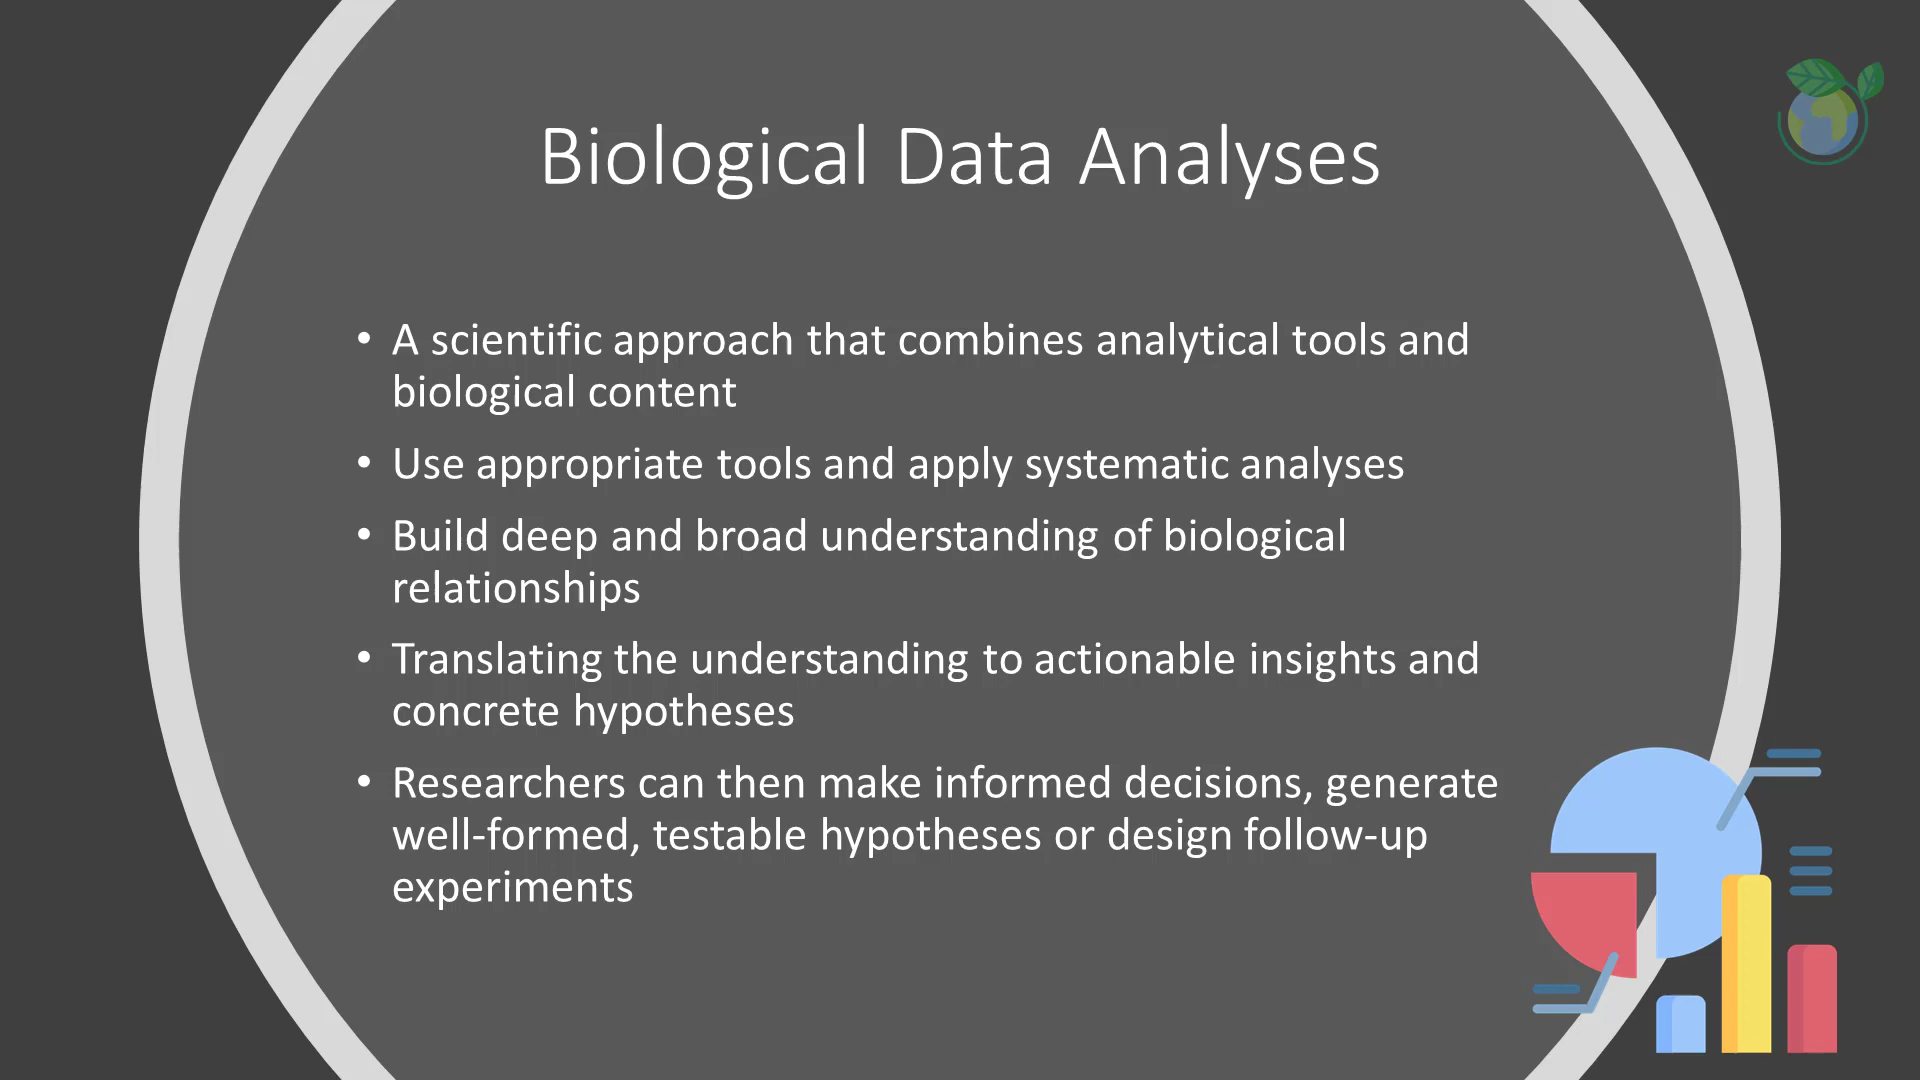 Biological Data Analyses
• A scientific approach that combines analytical tools and
biological content
• Use appropriate tools and apply systematic analyses
• Build deep and broad understanding of biological
relationships
• Translating the understanding to actionable insights and
concrete hypotheses
• Researchers can then make informed decisions, generate
well-formed, testable hypotheses or design follow-up
experiments